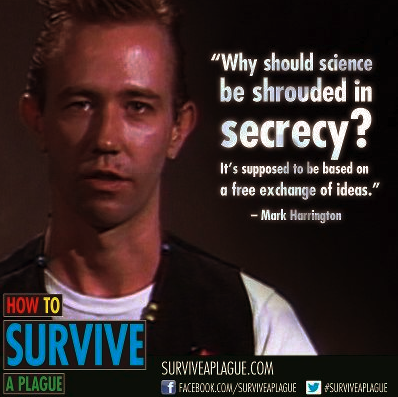 “Why should science
be shrouded in
secrecy?
It’s supposed to be based on
a free exchange of ideas.”
– Mark Harrington
HOW TO
SURVIVE
A PLAGUE
SURVIVEAPLAGUE.COM
f FACEBOOK.COM/SURVIVEAPLAGUE #SURVIVEAPLAGUE